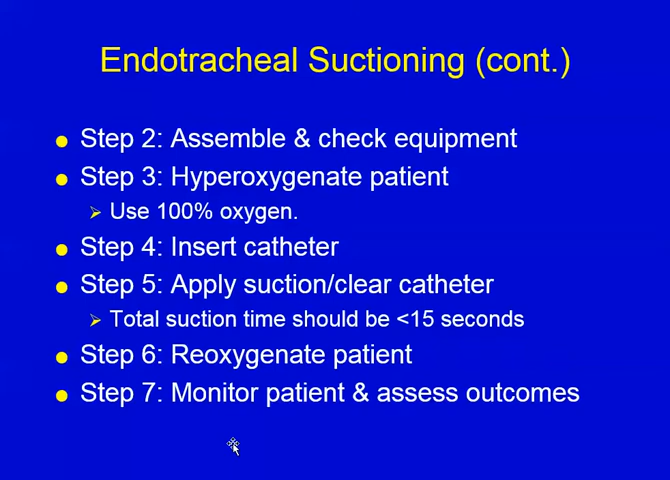 Endotracheal Suctioning (cont.)
Step 2: Assemble & check equipment
Step 3: Hyperoxygenate patient
Use 100% oxygen.
Step 4: Insert catheter
Step 5: Apply suction/clear catheter
Total suction time should be <15 seconds
Step 6: Reoxygenate patient
Step 7: Monitor patient & assess outcomes